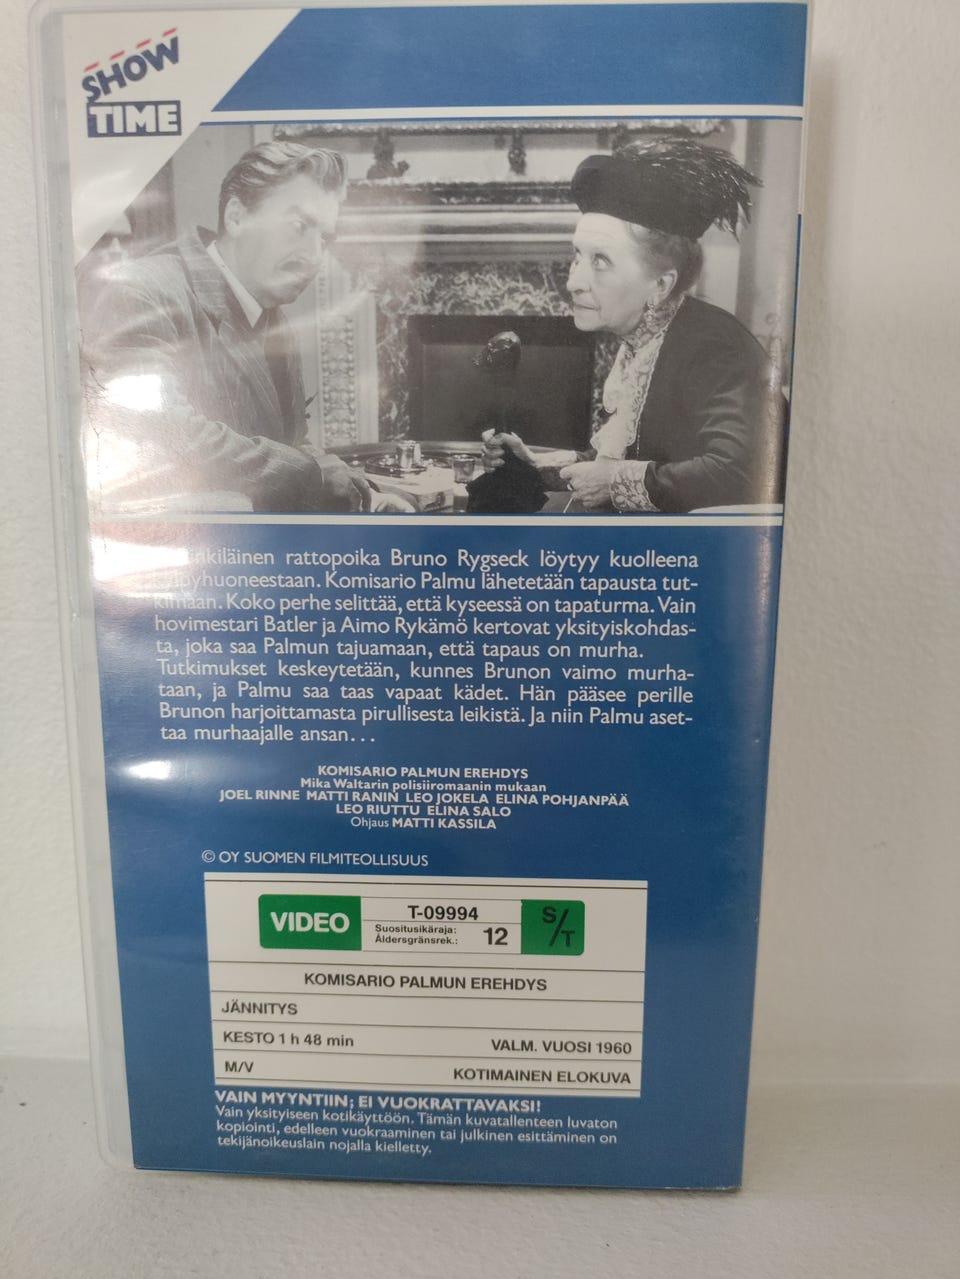 SHOW
TIME
rattopoika Bruno Rygseck löytyy kuolleena
Komisario Palmu lähetetään tapausta tut-
kimaan. Koko perhe selittää, että kyseessä on tapaturma. Vain
hovimestari Batler ja Aimo Rykämö kertovat yksityiskohdas-
ta, joka saa Palmun tajuamaan, että tapaus on murha.
Tutkimukset keskeytetään, kunnes Brunon vaimo murha-
taan, ja Palmu saa taas vapaat kädet. Hän pääsee perille
Brunon harjoittamasta pirullisesta leikistä. Ja niin Palmu aset-
taa murhaajalle ansan...
KOMISARIO PALMUN EREHDYS
Mika Waltarin polisiiromaanin mukaan
JOEL RINNE MATTI RANIN LEO JOKELA ELINA POHJANPÄÄ
LEO RIUTTU ELINA SALO
Ohjaus MATTI KASSILA
© OY SUOMEN FILMITEOLLISUUS
VIDEO T-09994 S/T
Suositusikäraja:
Åldersgränsrek.: 12
KOMISARIO PALMUN EREHDYS
JÄNNITYS
KESTO 1 h 48 min VALM. VUOSI 1960
M/V KOTIMAINEN ELOKUVA
VAIN MYYNTIIN; EI VUOKRATTAVAKSI!
Vain yksityiseen kotikäyttöön. Tämän kuvatallenteen luvaton
kopiointi, edelleen vuokraaminen tai julkinen esittäminen on
tekijänoikeuslain nojalla kielletty.